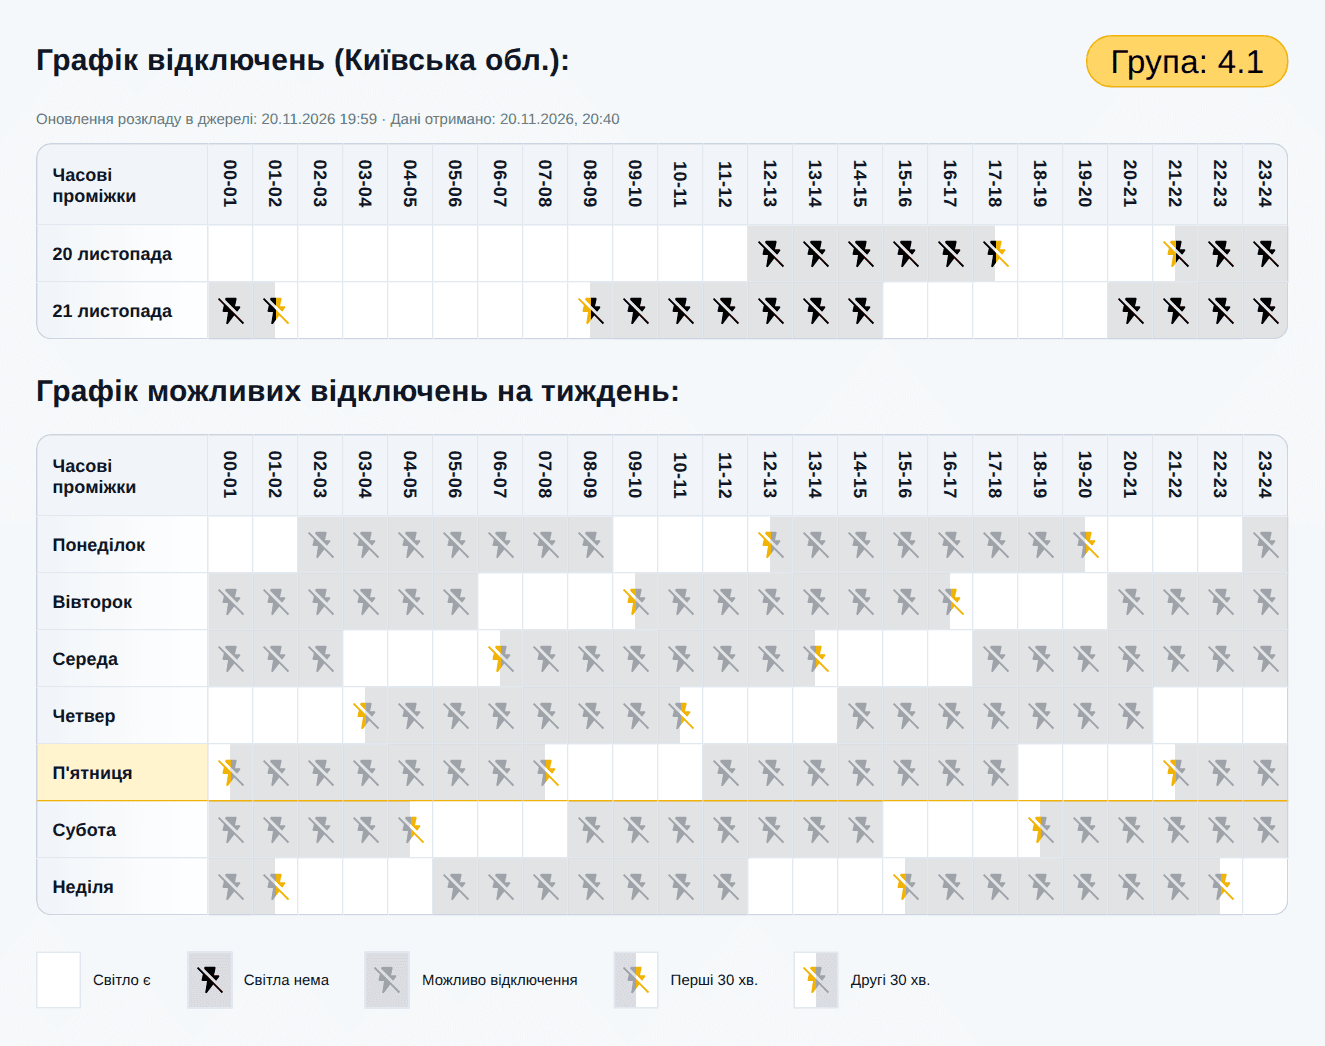 Графік відключень (Київська обл.):
Група: 4.1
Оновлення розкладу в джерелі: 20.11.2026 19:59 · Дані отримано: 20.11.2026, 20:40
Часові проміжки 00-01 01-02 02-03 03-04 04-05 05-06 06-07 07-08 08-09 09-10 10-11 11-12 12-13 13-14 14-15 15-16 16-17 17-18 18-19 19-20 20-21 21-22 22-23 23-24
20 листопада
21 листопада
Графік можливих відключень на тиждень:
Часові проміжки 00-01 01-02 02-03 03-04 04-05 05-06 06-07 07-08 08-09 09-10 10-11 11-12 12-13 13-14 14-15 15-16 16-17 17-18 18-19 19-20 20-21 21-22 22-23 23-24
Понеділок
Вівторок
Середа
Четвер
П'ятниця
Субота
Неділя
Світло є Світла нема Можливо відключення Перші 30 хв. Другі 30 хв.